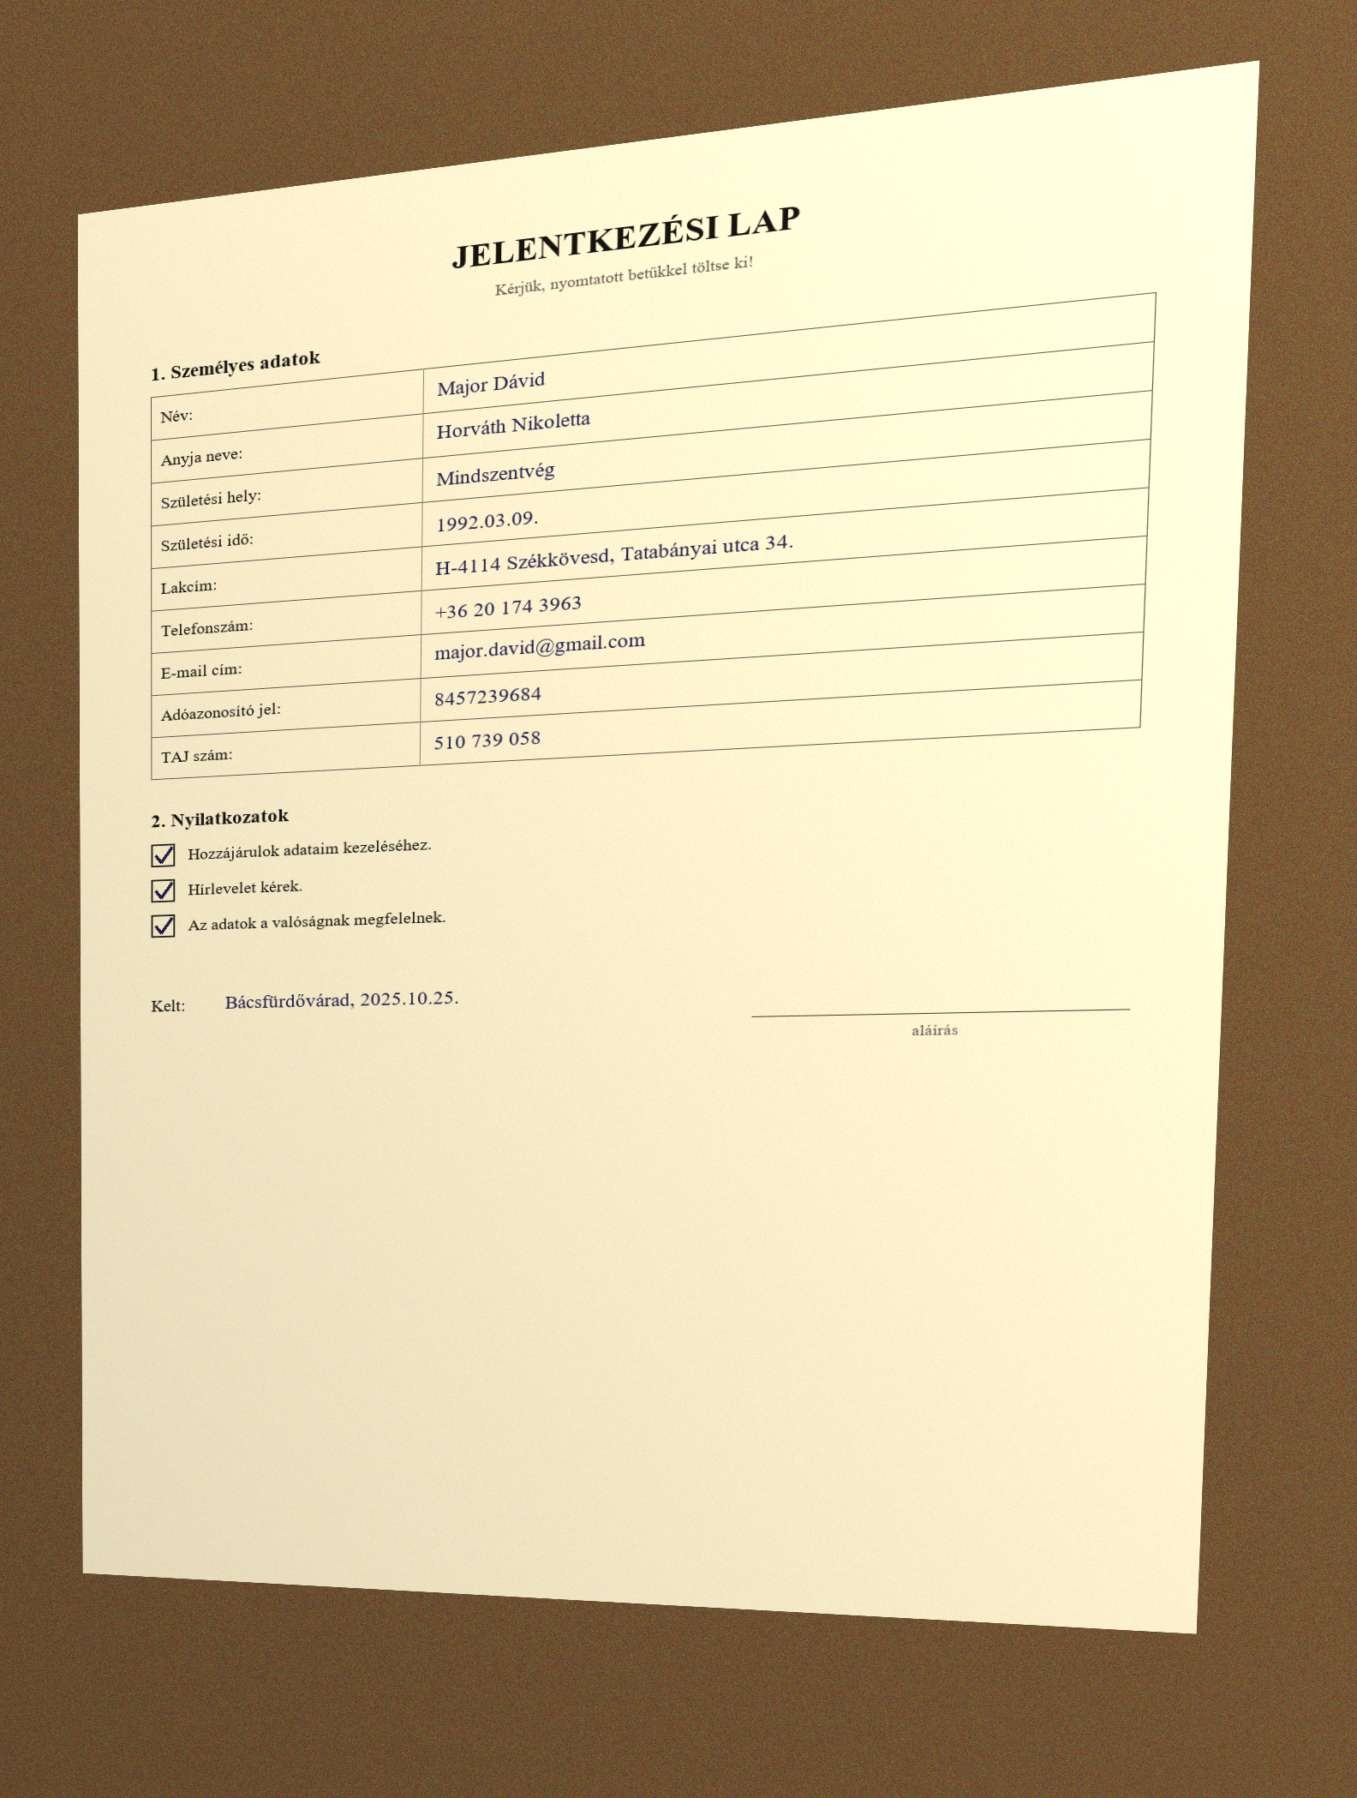 JELENTKEZÉSI LAP
Kérjük, nyomtatott betűkkel töltse ki!
1. Személyes adatok
Név: Major Dávid
Anyja neve: Horváth Nikoletta
Születési hely: Mindszentvég
Születési idő: 1992.03.09.
Lakcím: H-4114 Székkövesd, Tatabányai utca 34.
Telefonszám: +36 20 174 3963
E-mail cím: major.david@gmail.com
Adóazonosító jel: 8457239684
TAJ szám: 510 739 058
2. Nyilatkozatok
Hozzájárulok adataim kezeléséhez.
Hírlevelet kérek.
Az adatok a valóságnak megfelelnek.
Kelt: Bácsfürdővárad, 2025.10.25.
aláírás